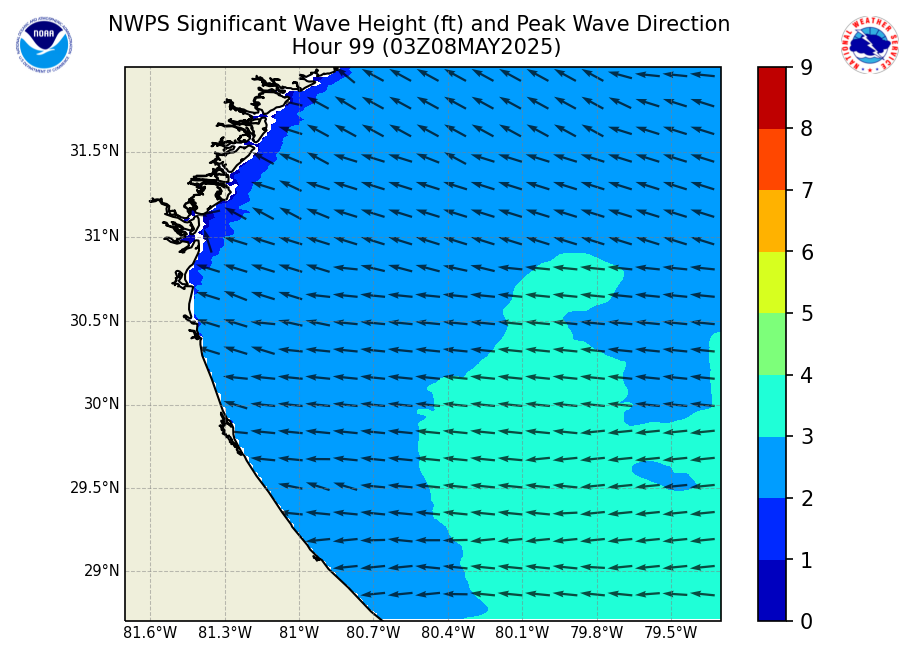 NWPS Significant Wave Height (ft) and Peak Wave Direction
Hour 99 (03Z08MAY2025)
NOAA
NATIONAL WEATHER SERVICE
9
8
7
6
5
4
3
2
1
0
31.5°N
31°N
30.5°N
30°N
29.5°N
29°N
81.6°W 81.3°W 81°W 80.7°W 80.4°W 80.1°W 79.8°W 79.5°W